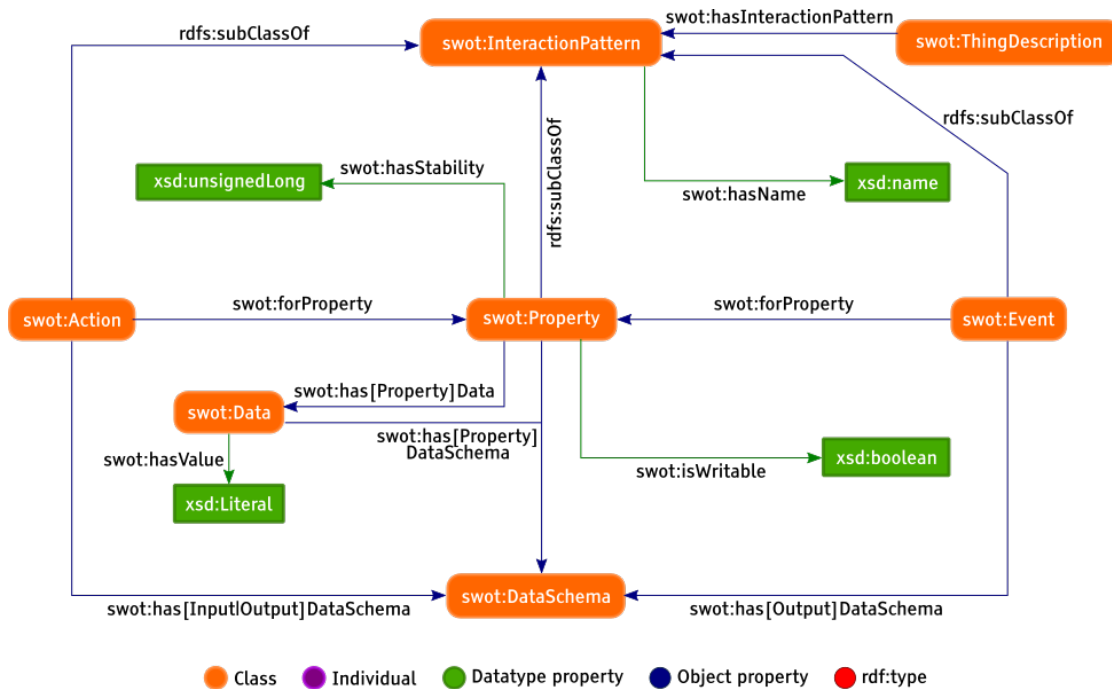 rdfs:subClassOf
swot:InteractionPattern
swot:hasInteractionPattern
swot:ThingDescription
rdfs:subClassOf
rdfs:subClassOf
xsd:unsignedLong
swot:hasStability
swot:hasName
xsd:name
swot:Action
swot:forProperty
swot:Property
swot:forProperty
swot:Event
swot:has[Property]Data
swot:Data
swot:has[Property]
DataSchema
swot:hasValue
swot:isWritable
xsd:boolean
xsd:Literal
swot:has[Input|Output]DataSchema
swot:DataSchema
swot:has[Output]DataSchema
Class
Individual
Datatype property
Object property
rdf:type